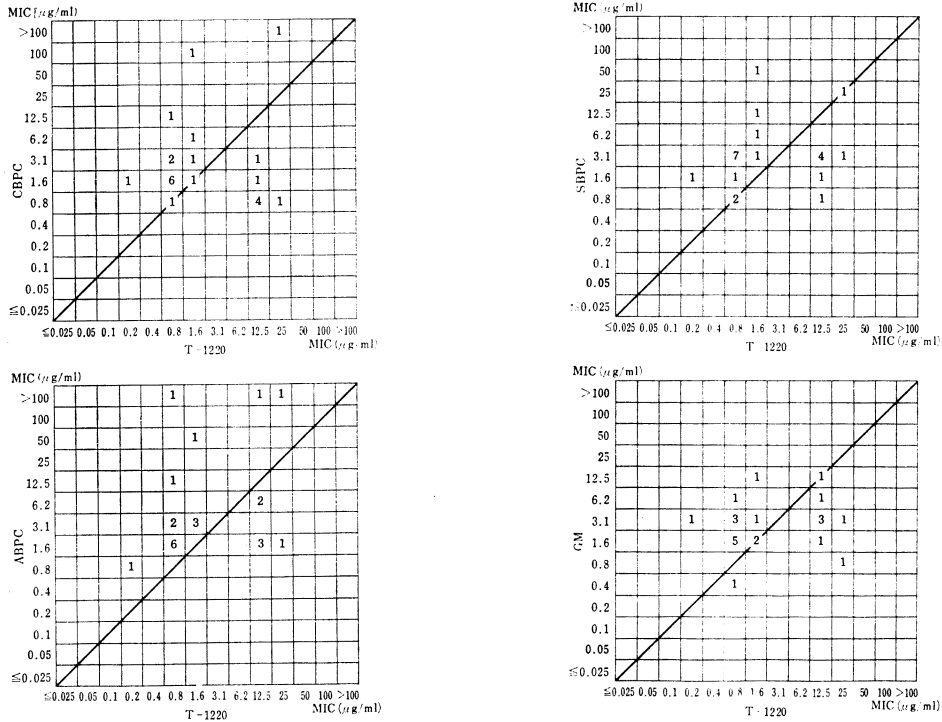 MIC(μg/ml)
>100 1
100 1
50
25
12.5 1
6.2 1
3.1 2 1 1
1.6 1 6 1 1
0.8 1 4 1
0.4
0.2
0.1
≦0.025
CBPC
≦0.025 0.05 0.1 0.2 0.4 0.8 1.6 3.1 6.2 12.5 25 50 100 >100
T-1220 MIC(μg/ml)
MIC(μg/ml)
>100
100
50 1
25 1
12.5 1
6.2 1
3.1 7 1 4 1
1.6 1 1 1
0.8 2 1
0.4
0.2
0.1
≦0.025
SBPC
≦0.025 0.05 0.1 0.2 0.4 0.8 1.6 3.1 6.2 12.5 25 50 100 >100
T-1220 MIC(μg/ml)
MIC(μg/ml)
>100 1 1 1
100
50 1
25
12.5 1
6.2 2
3.1 2 3
1.6 6 3 1
0.8 1
0.4
0.2
0.1
0.05
≦0.025
ABPC
≦0.025 0.05 0.1 0.2 0.4 0.8 1.6 3.1 6.2 12.5 25 50 100 >100
T-1220 MIC(μg/ml)
MIC(μg/ml)
>100
100
50
25
12.5 1 1
6.2 1 1
3.1 1 3 1 3 1
1.6 5 2 1
0.8 1
0.4 1
0.2
0.1
0.05
≦0.025
GM
≦0.025 0.05 0.1 0.2 0.4 0.8 1.6 3.1 6.2 12.5 25 50 100 >100
T-1220 MIC(μg/ml)